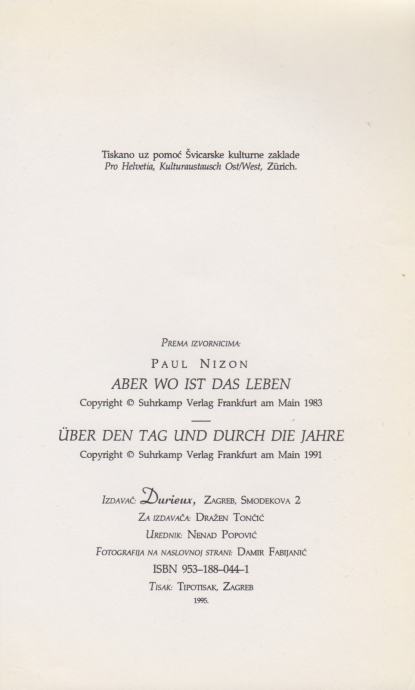 Tiskano uz pomoć Švicarske kulturne zaklade
Pro Helvetia, Kulturaustausch Ost/West, Zürich.
Prema izvornicima:
Paul Nizon
ABER WO IST DAS LEBEN
Copyright © Suhrkamp Verlag Frankfurt am Main 1983
ÜBER DEN TAG UND DURCH DIE JAHRE
Copyright © Suhrkamp Verlag Frankfurt am Main 1991
Izdavač: Durieux, Zagreb, Smodekova 2
Za izdavača: Dražen Tončić
Urednik: Nenad Popović
Fotografija na naslovnoj strani: Damir Fabijanić
ISBN 953–188–044–1
Tisak: Tipotisak, Zagreb
1995.